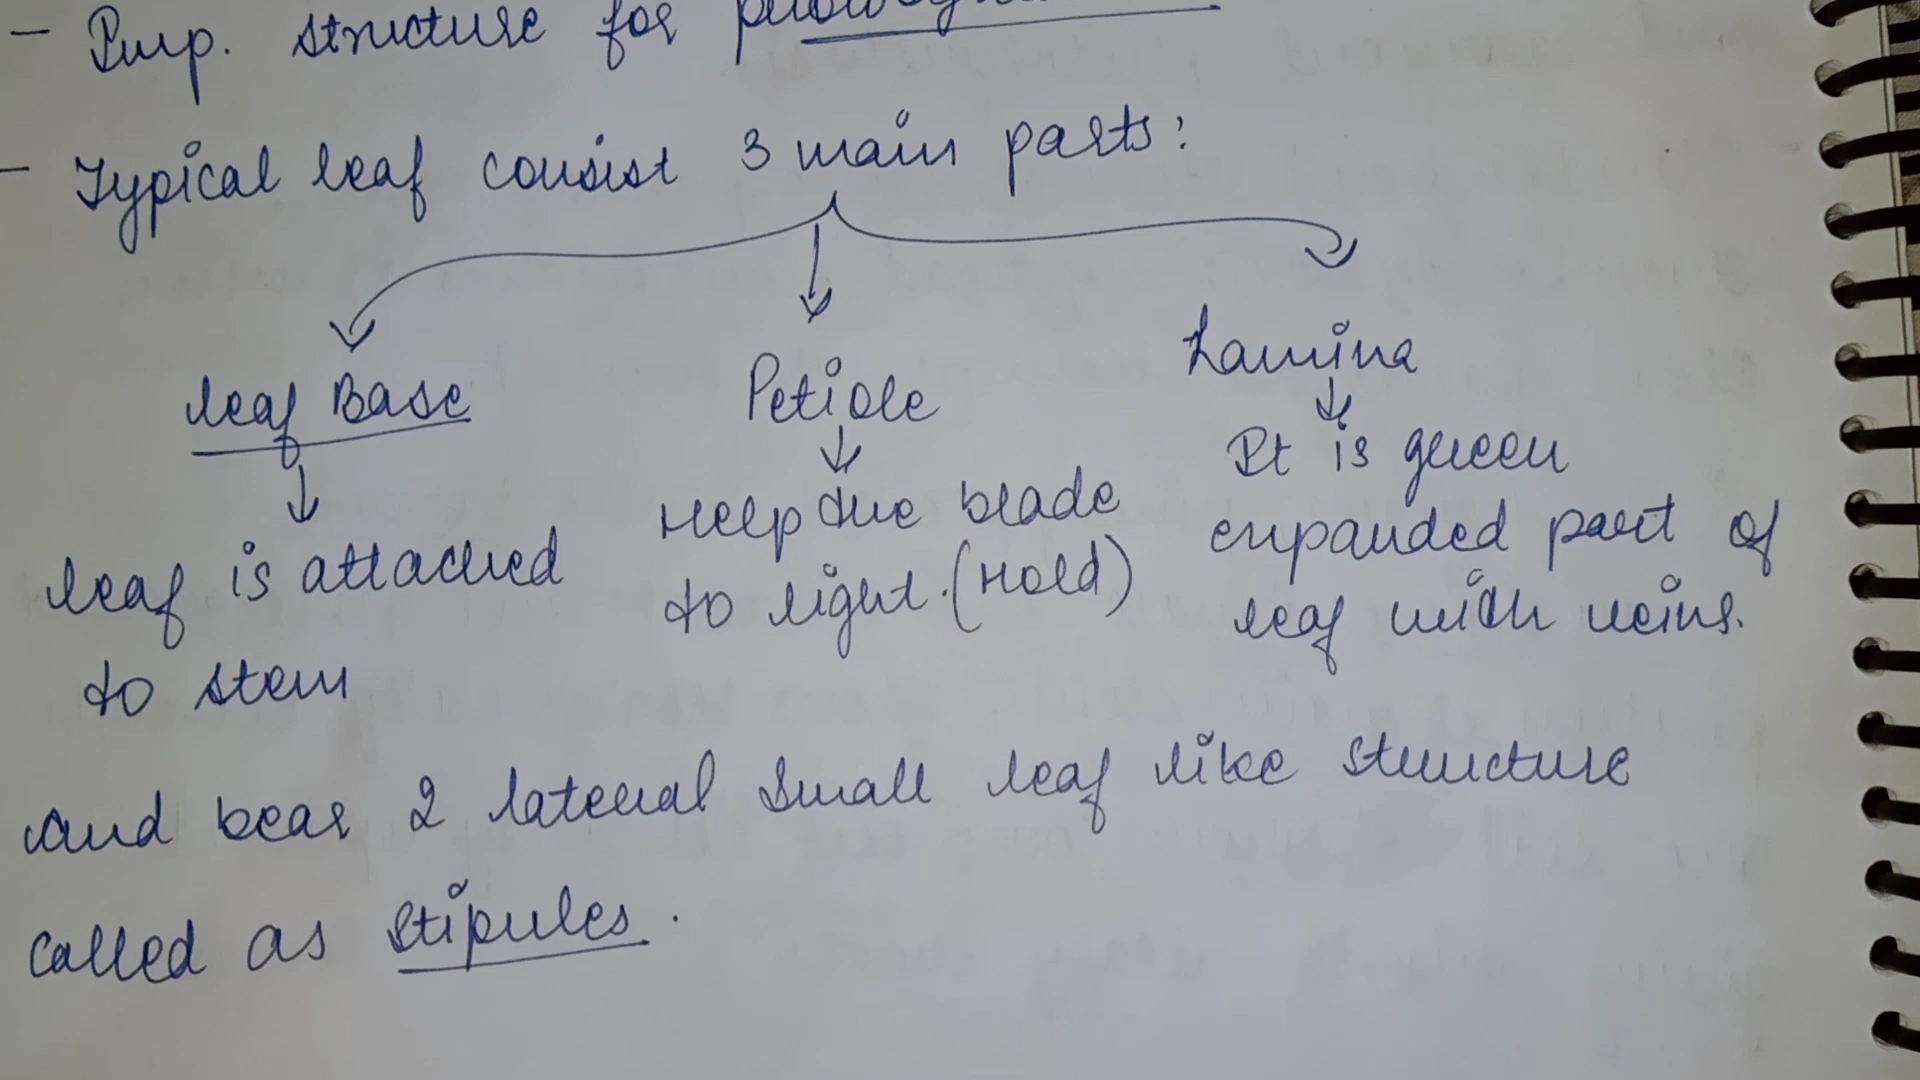 - Imp. structure for
- Typical leaf consist 3 main parts:
Leaf Base
Petiole
Lamina
leaf is attached
to stem
Help the blade
to light. (Hold)
It is green
expanded part of
leaf with veins.
and bear 2 lateral small leaf like structure
called as stipules.